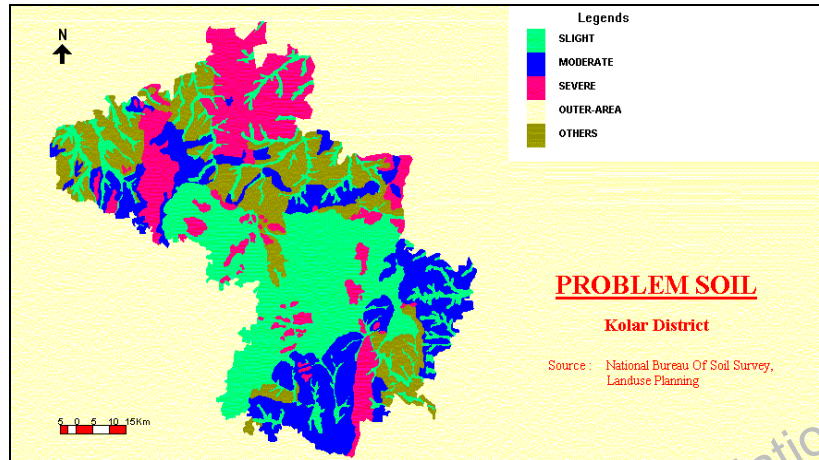 Legends
SLIGHT
MODERATE
SEVERE
OUTER-AREA
OTHERS
N
PROBLEM SOIL
Kolar District
Source : National Bureau Of Soil Survey,
Landuse Planning
5 0 5 10 15Km